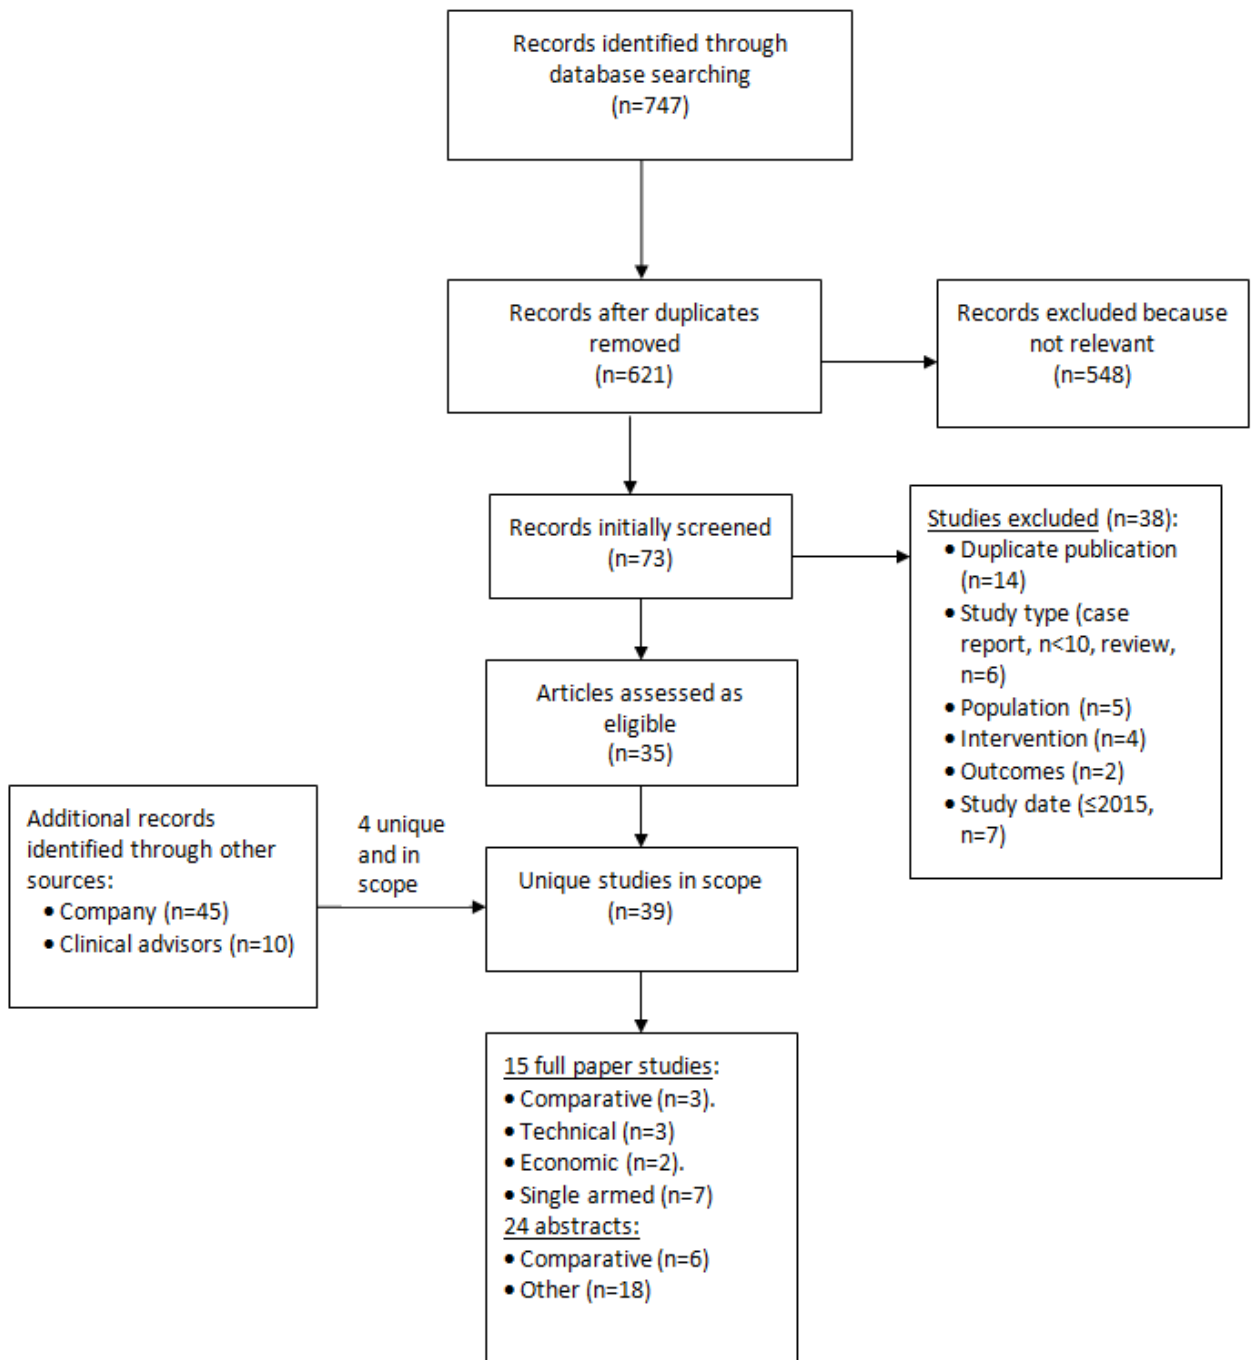 Records identified through
database searching
(n=747)
Records after duplicates
removed
(n=621)
Records excluded because
not relevant
(n=548)
Records initially screened
(n=73)
Studies excluded (n=38):
• Duplicate publication
(n=14)
• Study type (case
report, n<10, review,
n=6)
• Population (n=5)
• Intervention (n=4)
• Outcomes (n=2)
• Study date (≤2015,
n=7)
Articles assessed as
eligible
(n=35)
Additional records
identified through other
sources:
• Company (n=45)
• Clinical advisors (n=10)
4 unique
and in
scope
Unique studies in scope
(n=39)
15 full paper studies:
• Comparative (n=3).
• Technical (n=3)
• Economic (n=2).
• Single armed (n=7)
24 abstracts:
• Comparative (n=6)
• Other (n=18)